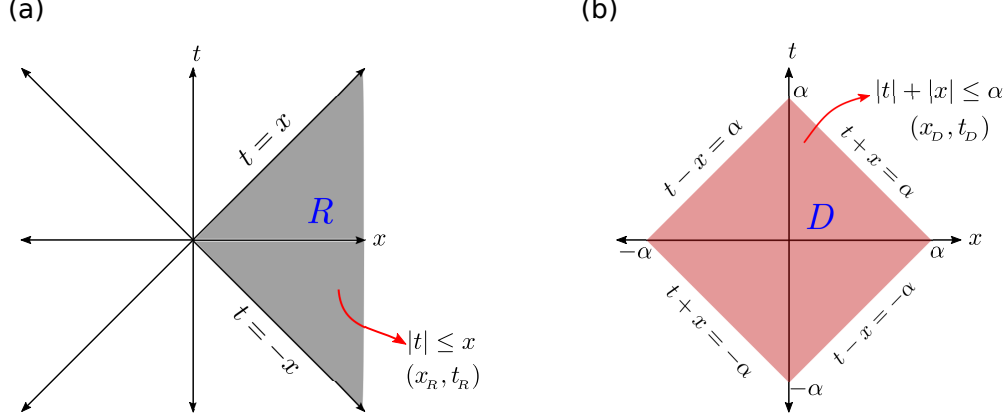 (a)
t
t = x
R
x
t = −x
|t| ≤ x
(x_R, t_R)
(b)
t
α
|t| + |x| ≤ α
(x_D, t_D)
t − x = α
t + x = α
D
−α
α
x
t + x = −α
t − x = −α
−α